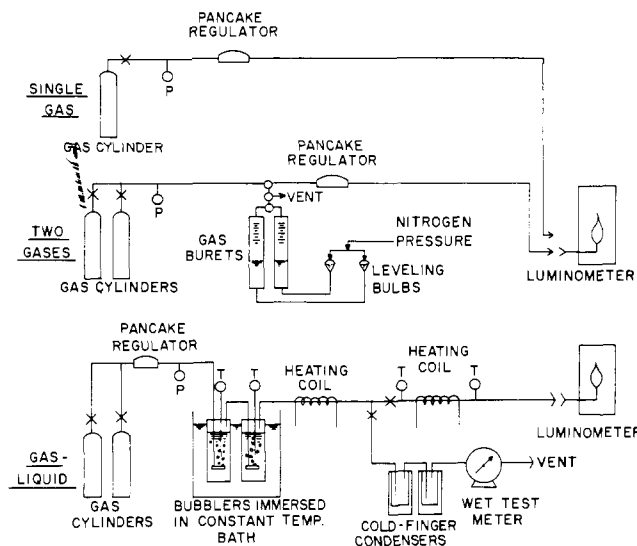 PANCAKE
REGULATOR
P
SINGLE
GAS
GAS CYLINDER
PANCAKE
REGULATOR
P
VENT
TWO
GASES
GAS
BURETS
NITROGEN
PRESSURE
LEVELING
BULBS
GAS CYLINDERS
LUMINOMETER
PANCAKE
REGULATOR
P
T
T
HEATING
COIL
T
HEATING
COIL
T
LUMINOMETER
GAS-
LIQUID
GAS
CYLINDERS
BUBBLERS IMMERSED
IN CONSTANT TEMP.
BATH
COLD-FINGER
CONDENSERS
WET TEST
METER
VENT